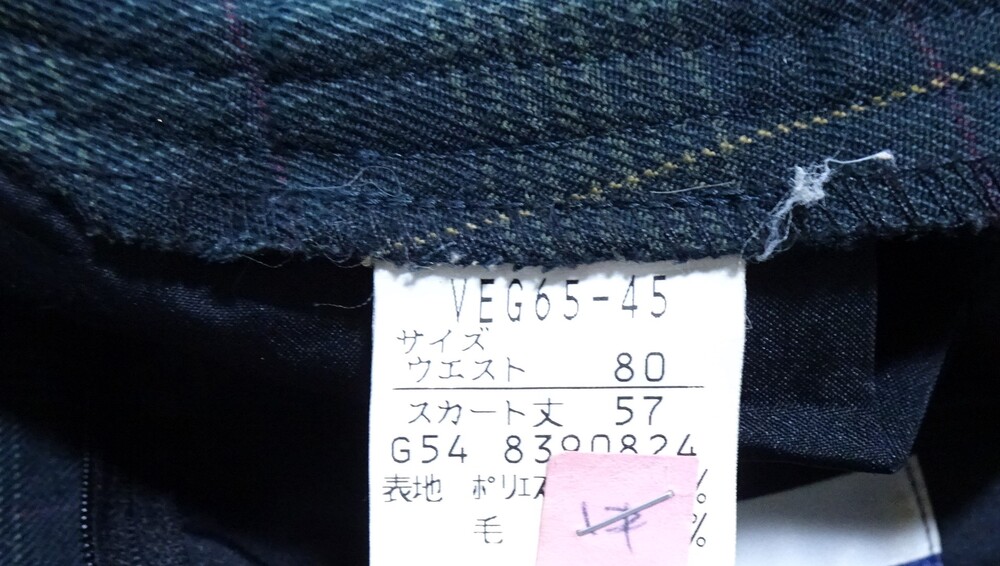 VEG65-45
サイズ
ウエスト 80
スカート丈 57
G54 8390824
表地 ポリエス %
毛 %